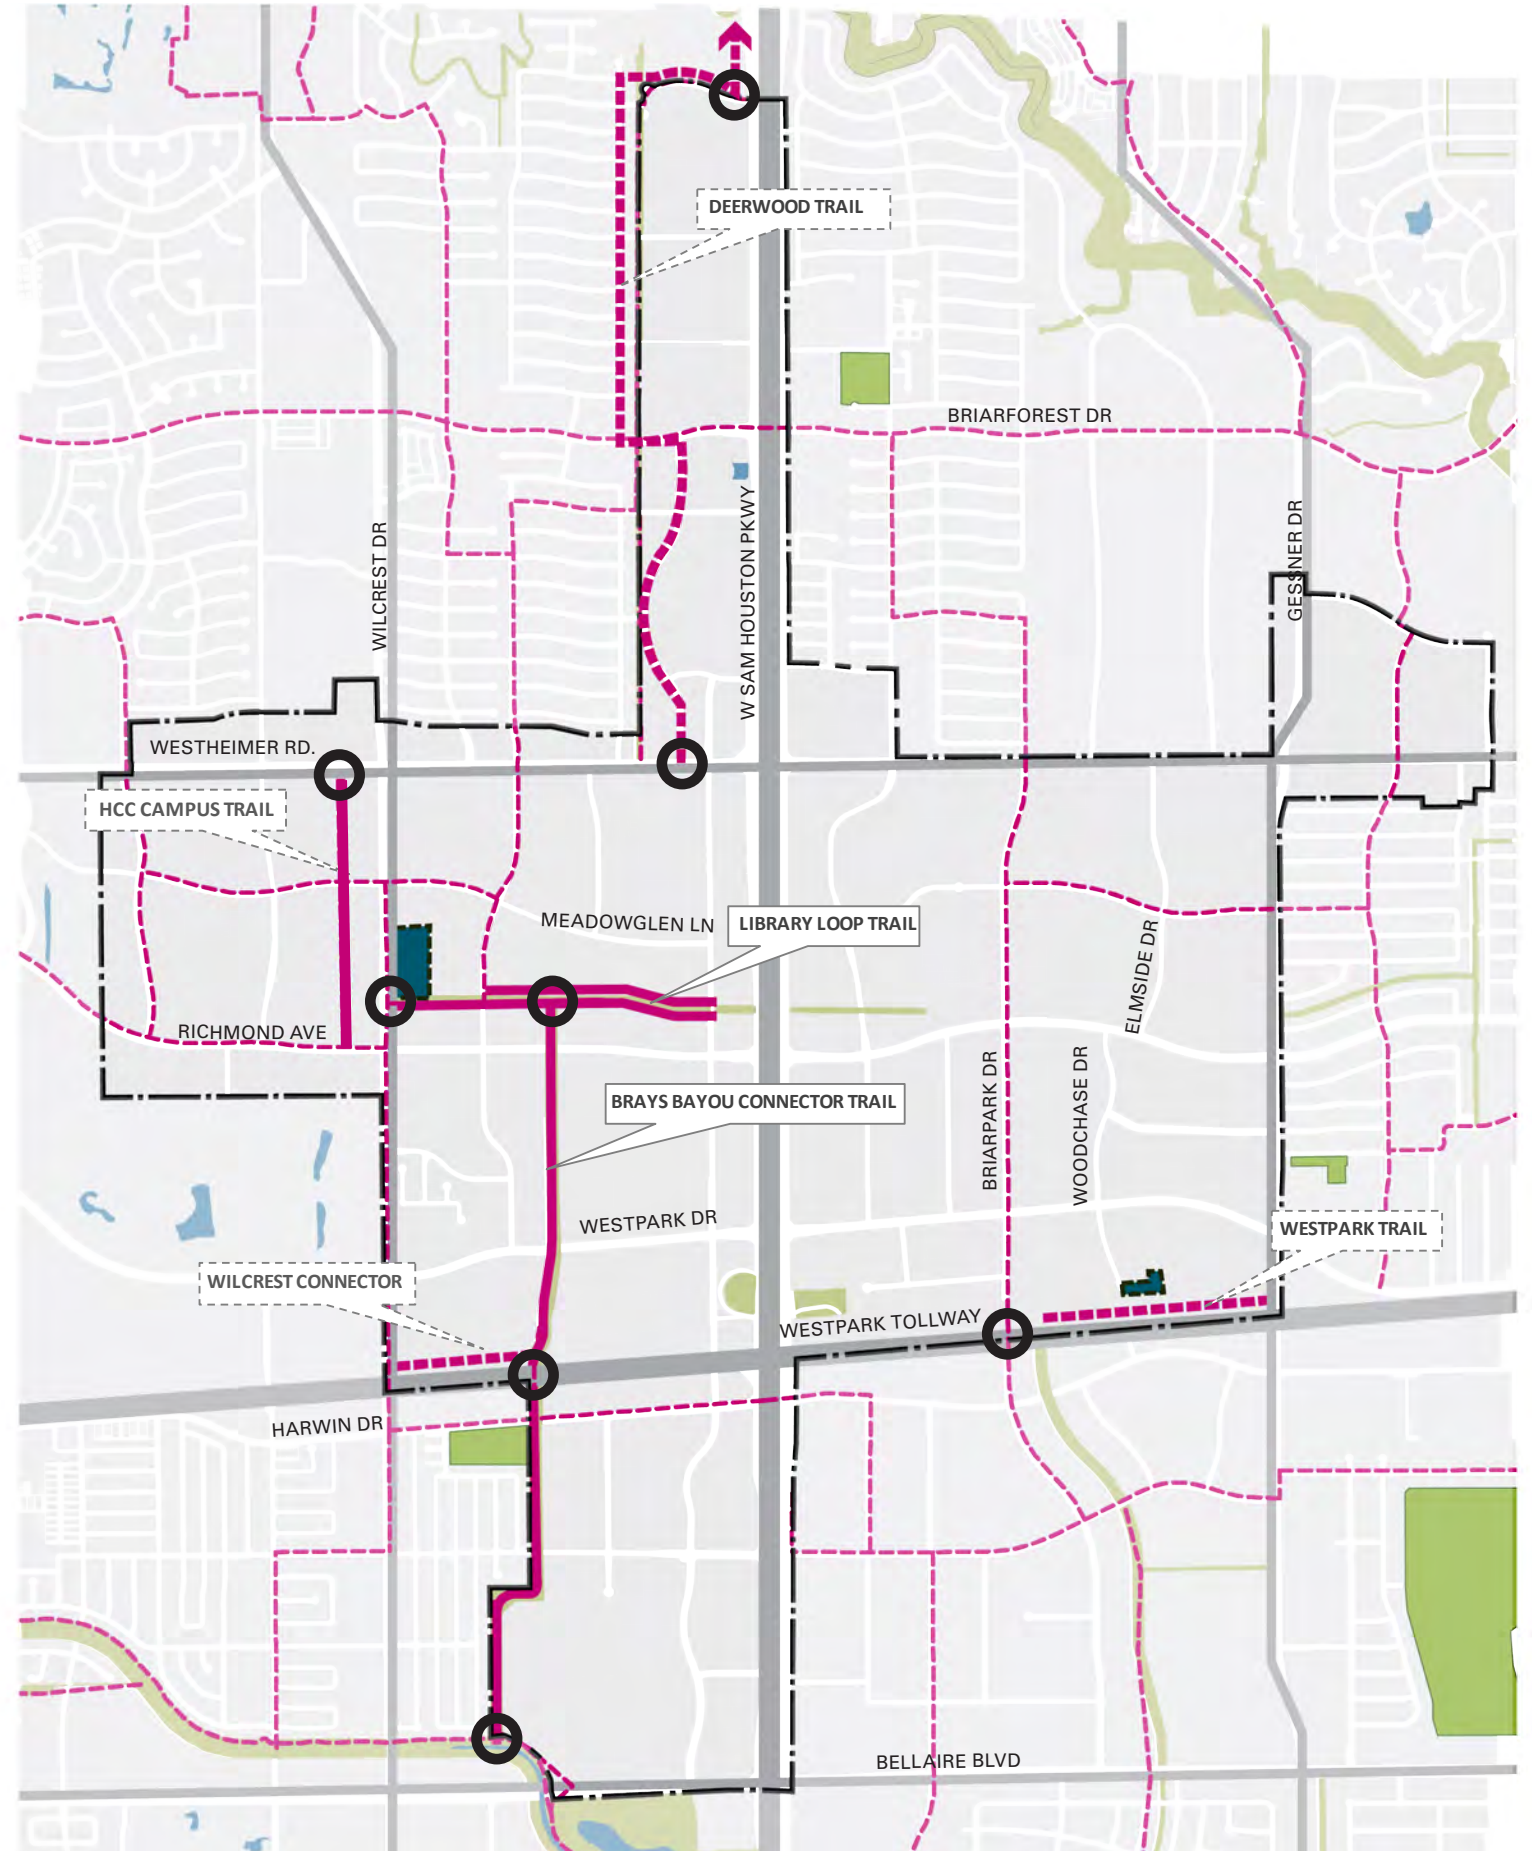 DEERWOOD TRAIL
BRIARFOREST DR
WILCREST DR
W SAM HOUSTON PKWY
GESSNER DR
WESTHEIMER RD.
HCC CAMPUS TRAIL
MEADOWGLEN LN
LIBRARY LOOP TRAIL
ELMSIDE DR
RICHMOND AVE
BRIARPARK DR
WOODCHASE DR
BRAYS BAYOU CONNECTOR TRAIL
WESTPARK DR
WESTPARK TRAIL
WILCREST CONNECTOR
WESTPARK TOLLWAY
HARWIN DR
BELLAIRE BLVD